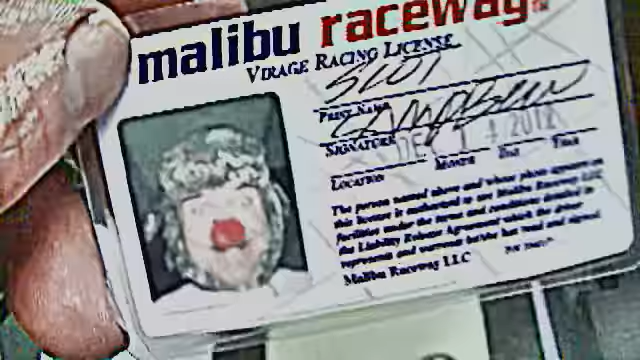 malibu raceway
VIRAGE RACING LICENSE
PRINT NAME
SIGNATURE
DEC 1 4 2012
LOCATION MONTH DAY YEAR
The person named above and whose photo appears on
this license is authorized to use Malibu Raceway LLC
facilities under the terms and conditions detailed in
the Liability Release Agreement which the driver
represents and warrants he/she has read and signed.
Malibu Raceway LLC